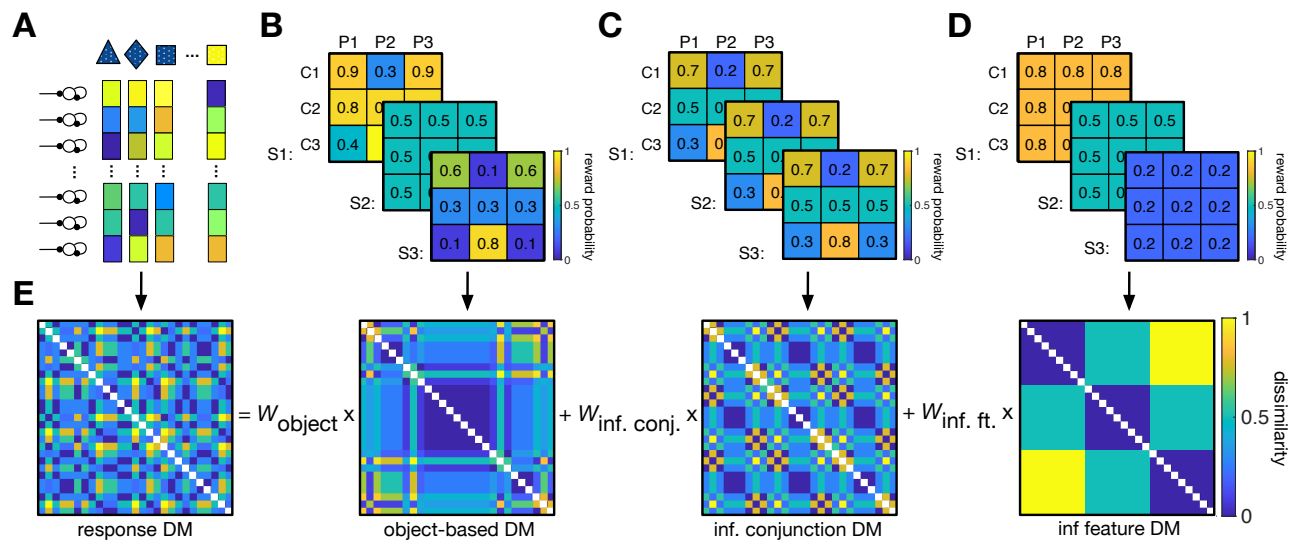 A
B
C
D
...
P1 P2 P3
C1
C2
C3
S1:
S2:
S3:
0.9 0.3 0.9
0.8
0.4
0.5 0.5 0.5
0.5
0.5
0.6 0.1 0.6
0.3 0.3 0.3
0.1 0.8 0.1
1
0.5
0
reward probability
P1 P2 P3
C1
C2
C3
S1:
S2:
S3:
0.7 0.2 0.7
0.5
0.3
0.7 0.2 0.7
0.5
0.3
0.7 0.2 0.7
0.5 0.5 0.5
0.3 0.8 0.3
1
0.5
0
reward probability
P1 P2 P3
C1
C2
C3
S1:
S2:
S3:
0.8 0.8 0.8
0.8
0.8
0.5 0.5 0.5
0.5
0.5
0.2 0.2 0.2
0.2 0.2 0.2
0.2 0.2 0.2
1
0.5
0
reward probability
E
= Wobject x
+ Winf. conj. x
+ Winf. ft. x
1
0.5
0
dissimilarity
response DM
object-based DM
inf. conjunction DM
inf feature DM